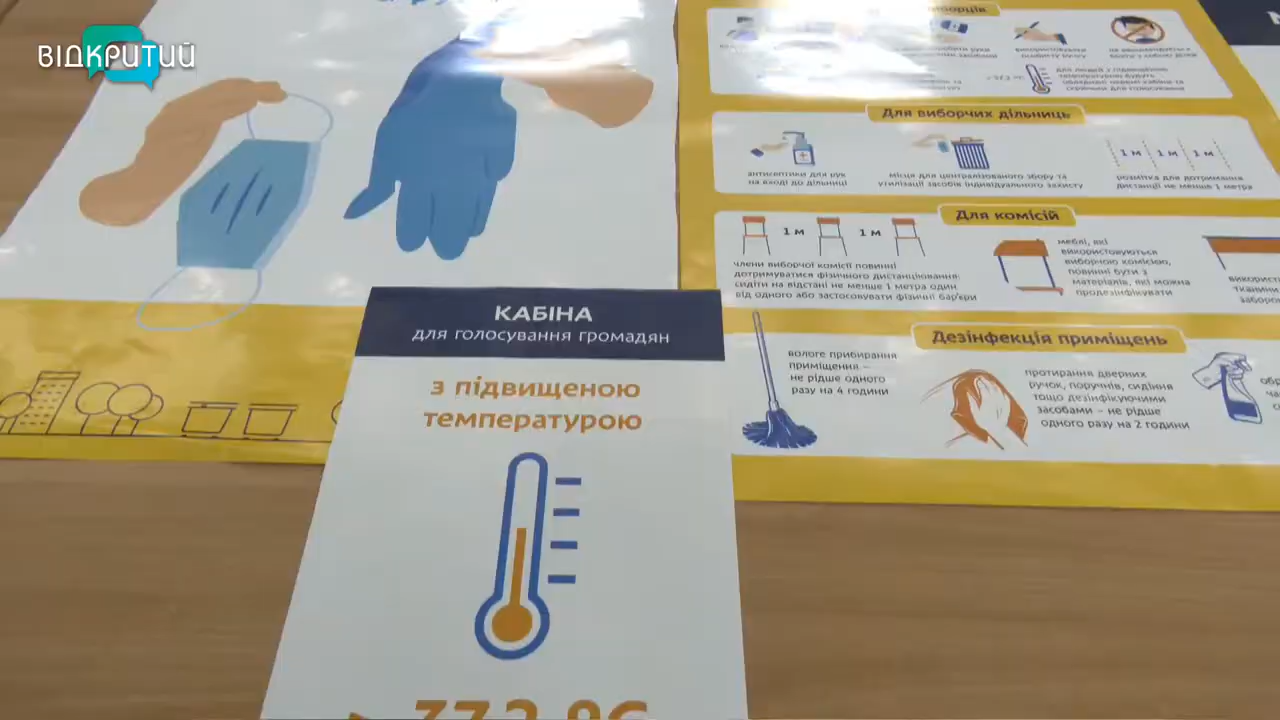 ВІДКРИТИЙ
КАБІНА
для голосування громадян
з підвищеною
температурою
37,2 °C
Для виборчих дільниць
антисептики для рук
на вході до дільниці
місця для централізованого збору та
утилізації засобів індивідуального захисту
1 м 1 м 1 м
розмітка для дотримання
дистанції не менше 1 метра
Для комісій
1 м 1 м
члени виборчої комісії повинні
дотримуватися фізичного дистанціювання:
сидіти на відстані не менше 1 метра один
від одного або застосовувати фізичні бар'єри
меблі, які
використовуються
виборчою комісією,
повинні бути з
матеріалів, які можна
продезінфікувати
Дезінфекція приміщень
вологе прибирання
приміщення –
не рідше одного
разу на 4 години
протирання дверних
ручок, поручнів, сидіння
тощо дезінфікуючими
засобами – не рідше
одного разу на 2 години